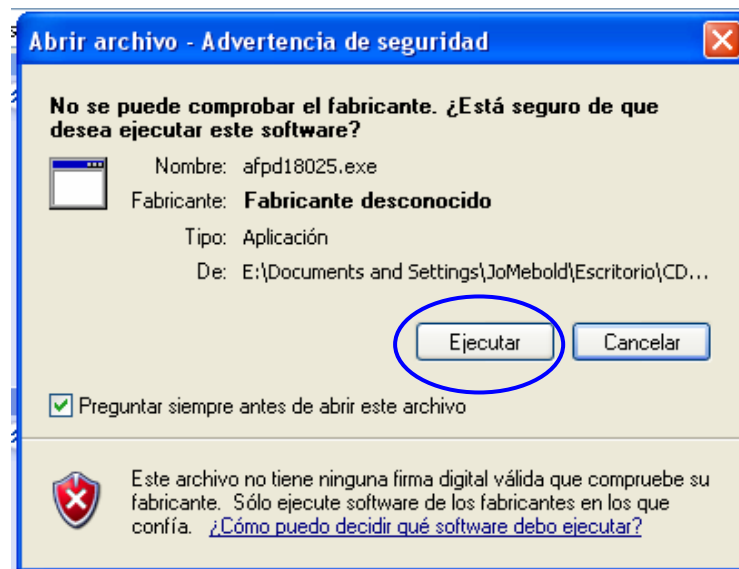 Abrir archivo - Advertencia de seguridad
No se puede comprobar el fabricante. ¿Está seguro de que
desea ejecutar este software?
Nombre: afpd18025.exe
Fabricante: Fabricante desconocido
Tipo: Aplicación
De: E:\Documents and Settings\JoMebold\Escritorio\CD...
Ejecutar Cancelar
Preguntar siempre antes de abrir este archivo
Este archivo no tiene ninguna firma digital válida que compruebe su
fabricante. Sólo ejecute software de los fabricantes en los que
confía. ¿Cómo puedo decidir qué software debo ejecutar?